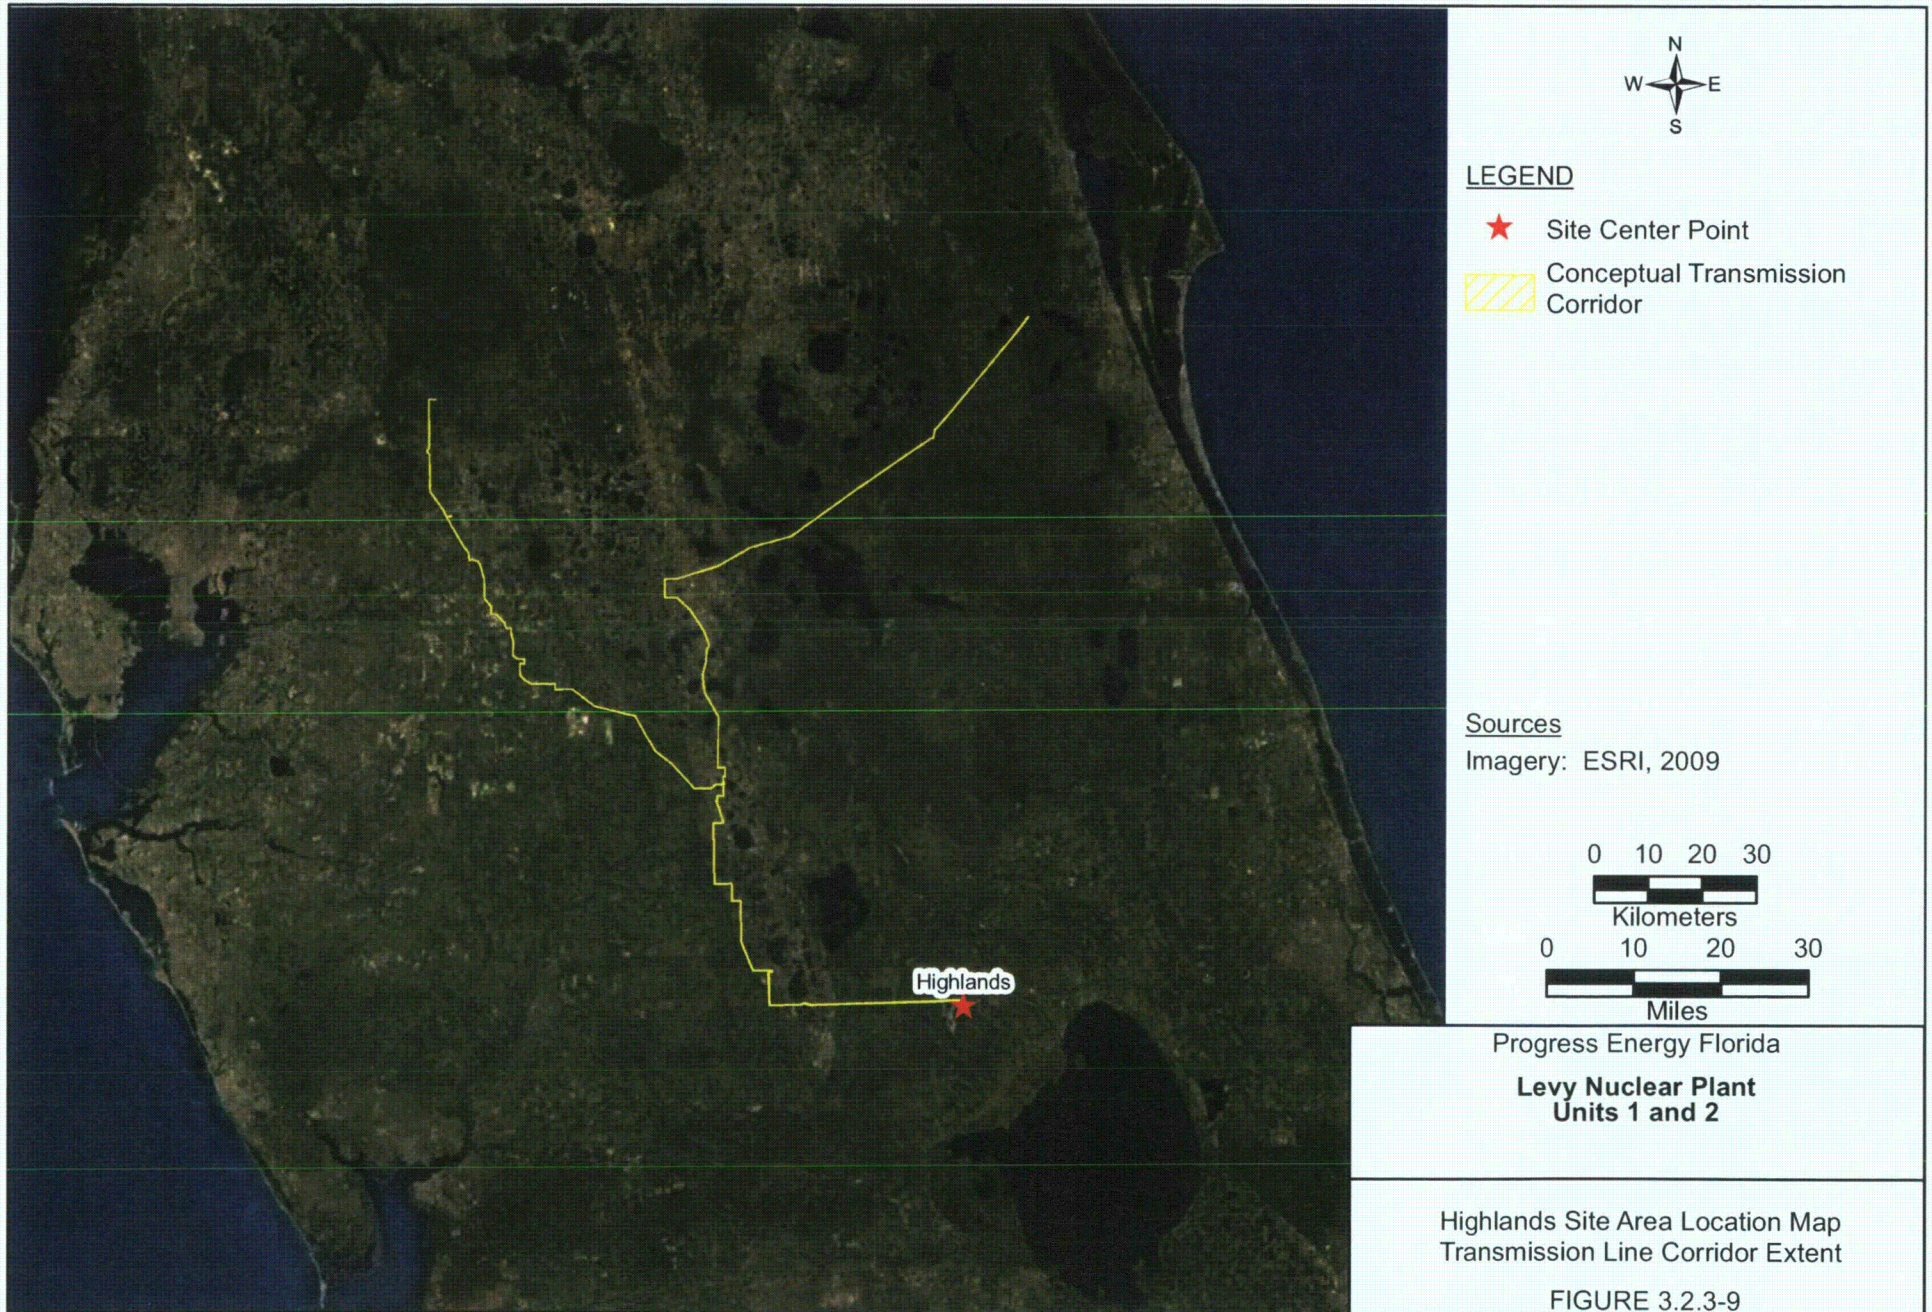 N
W E
S
LEGEND
Site Center Point
Conceptual Transmission
Corridor
Sources
Imagery: ESRI, 2009
0 10 20 30
Kilometers
0 10 20 30
Miles
Highlands
Progress Energy Florida
Levy Nuclear Plant
Units 1 and 2
Highlands Site Area Location Map
Transmission Line Corridor Extent
FIGURE 3.2.3-9